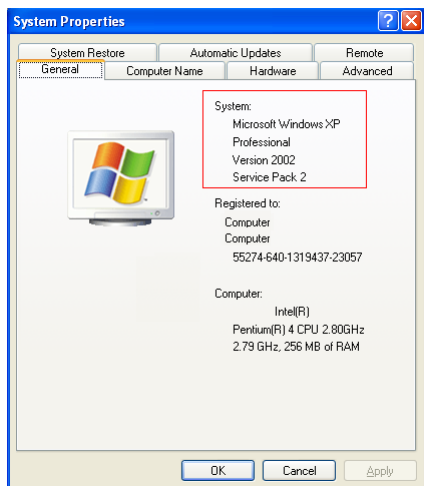 System Properties
System Restore
Automatic Updates
Remote
General
Computer Name
Hardware
Advanced
System:
Microsoft Windows XP
Professional
Version 2002
Service Pack 2
Registered to:
Computer
Computer
55274-640-1319437-23057
Computer:
Intel(R)
Pentium(R) 4 CPU 2.80GHz
2.79 GHz, 256 MB of RAM
OK
Cancel
Apply